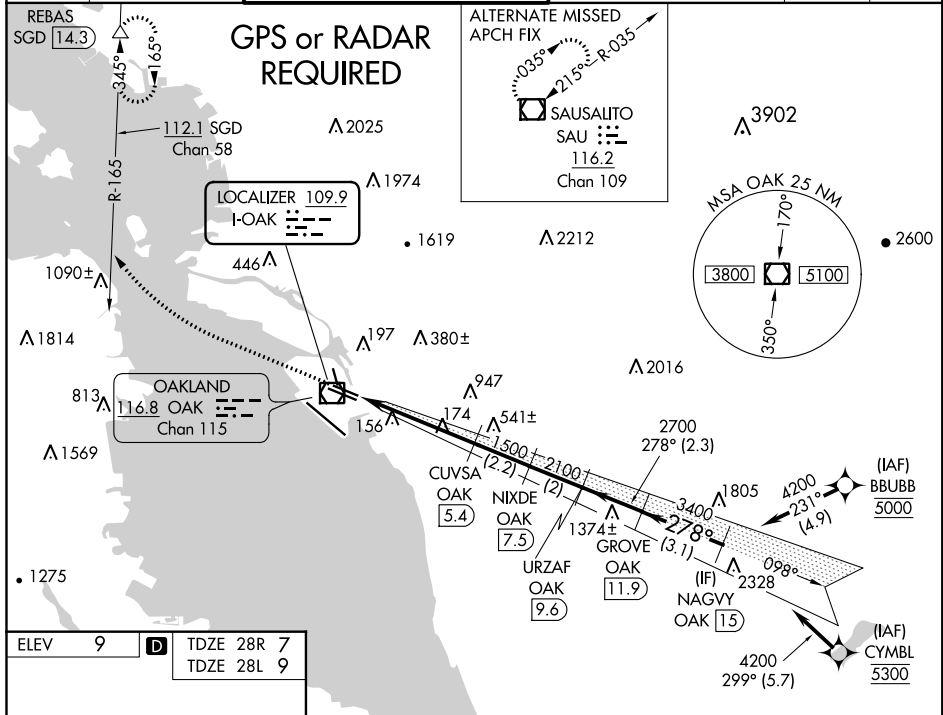 REBAS
SGD 14.3
345°
165°
GPS or RADAR
REQUIRED
ALTERNATE MISSED
APCH FIX
035°
215°
R-035
SAUSALITO
SAU
116.2
Chan 109
112.1 SGD
Chan 58
R-165
2025
3902
1974
LOCALIZER 109.9
I-OAK
1619
2212
MSA OAK 25 NM
170°
3800
5100
350°
2600
446
1090±
1814
197
380±
2016
OAKLAND
116.8 OAK
Chan 115
813
1569
947
156
174
541±
2700
278° (2.3)
1500
(2.2)
2100
(2)
CUVSA
OAK
5.4
NIXDE
OAK
7.5
URZAF
OAK
9.6
1374±
GROVE
OAK
11.9
3400
278°
(3.1)
1805
4200
231°
(4.9)
(IAF)
BBUBB
5000
2328
098°
(IF)
NAGVY
OAK 15
1275
(IAF)
CYMBL
5300
4200
299° (5.7)
ELEV 9
D
TDZE 28R 7
TDZE 28L 9